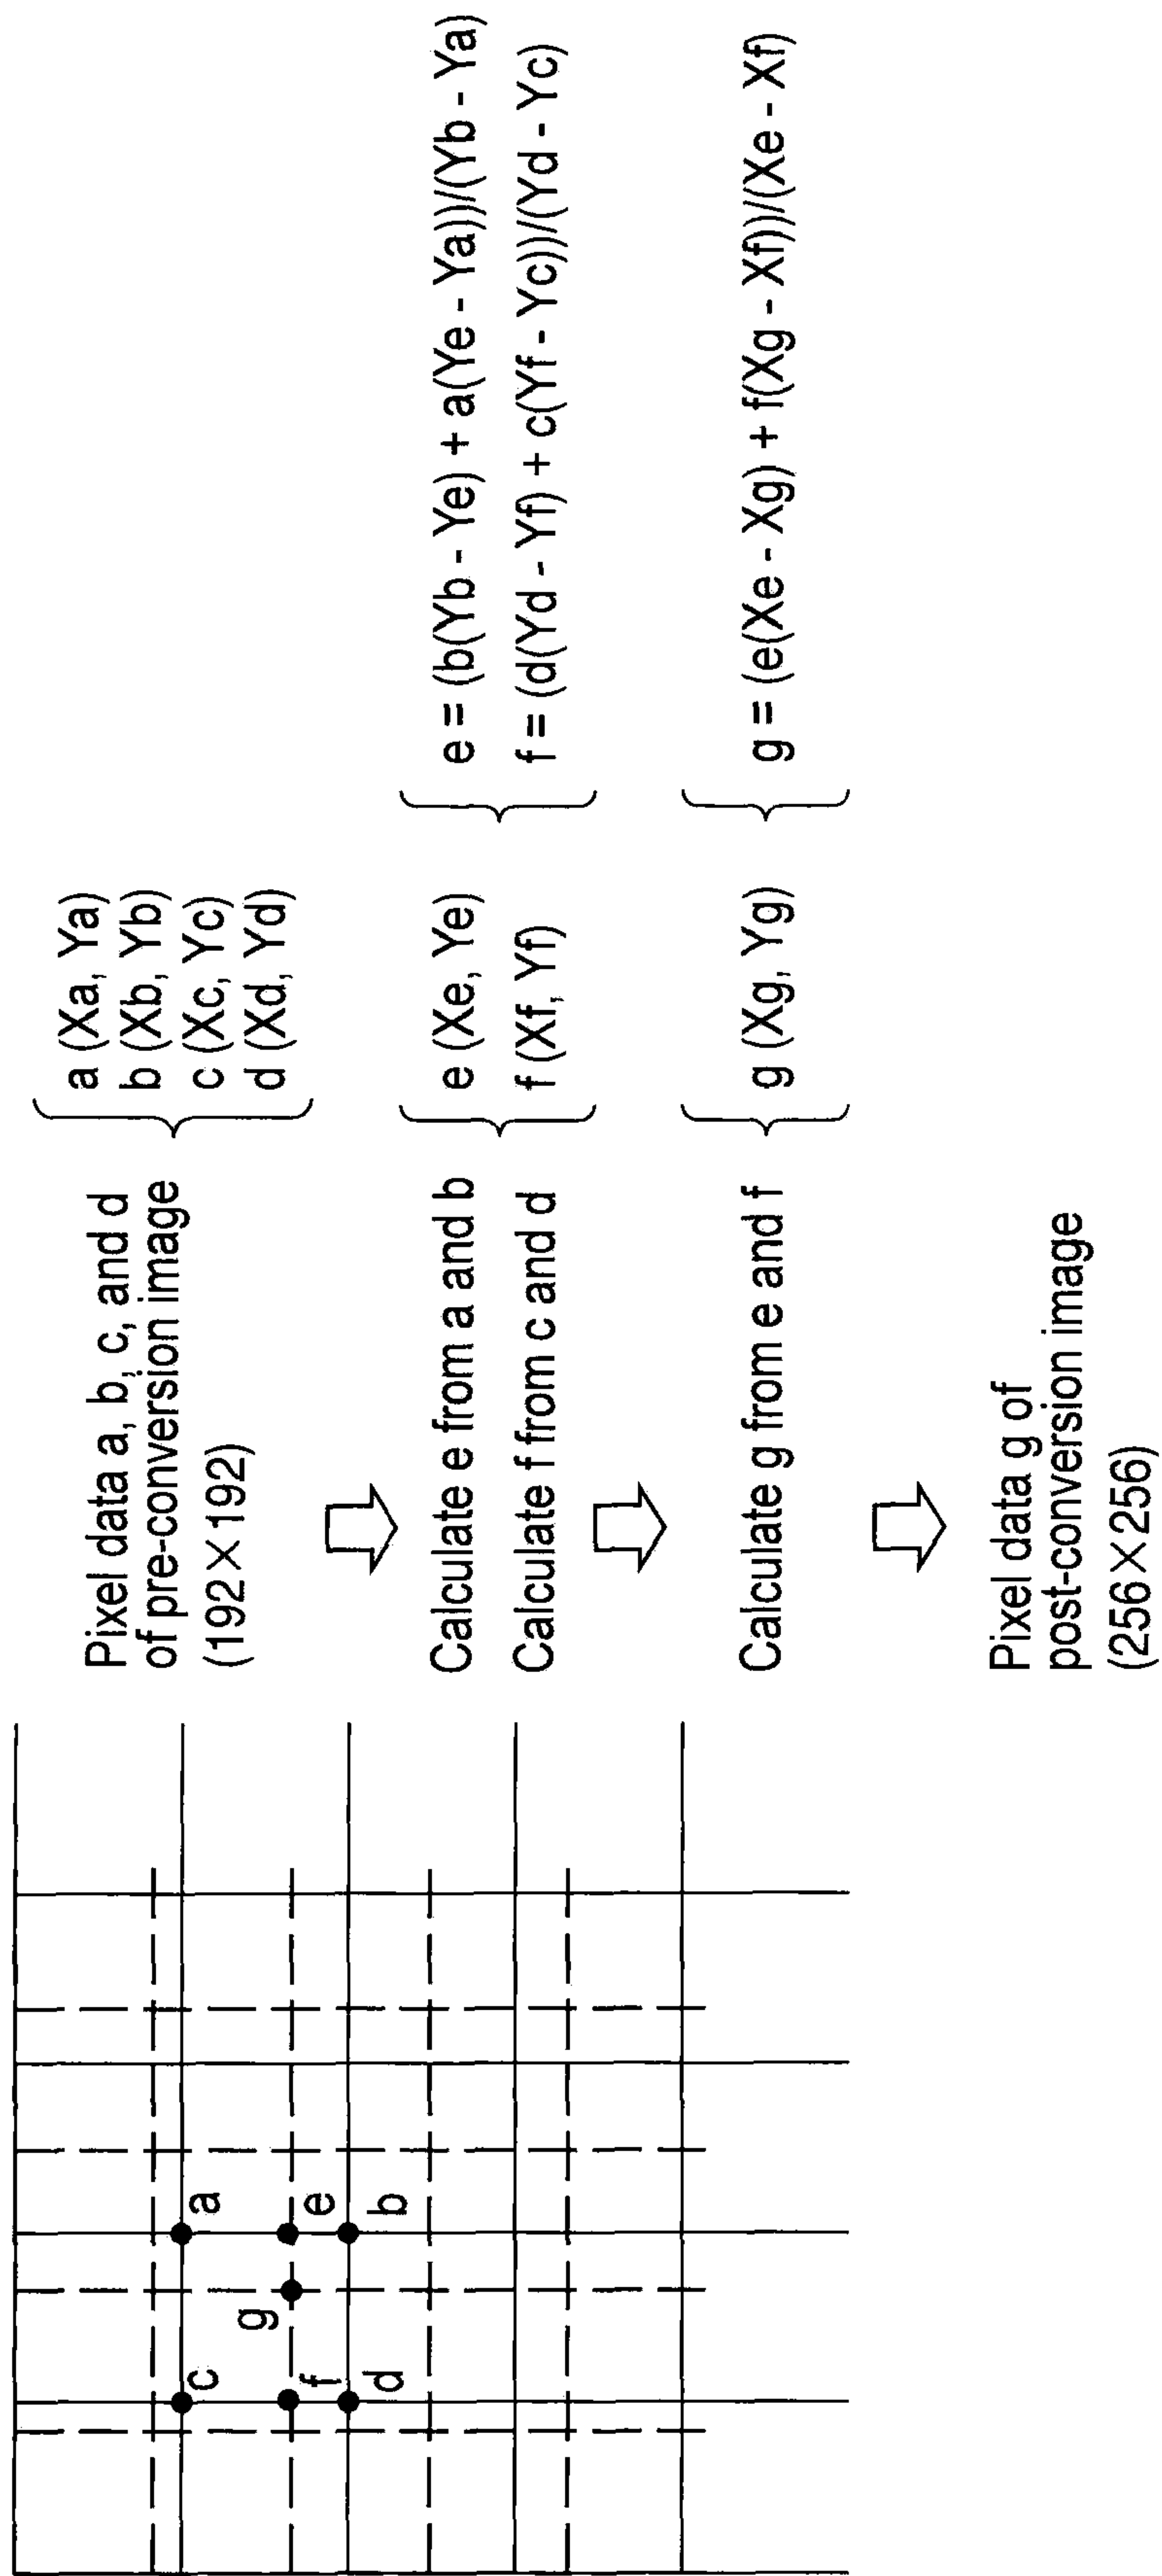 c
a
g
f
e
d
b
Pixel data a, b, c, and d
of pre-conversion image
(192×192)
a (Xa, Ya)
b (Xb, Yb)
c (Xc, Yc)
d (Xd, Yd)
Calculate e from a and b
Calculate f from c and d
e (Xe, Ye)
f (Xf, Yf)
e = (b(Yb - Ye) + a(Ye - Ya))/(Yb - Ya)
f = (d(Yd - Yf) + c(Yf - Yc))/(Yd - Yc)
Calculate g from e and f
g (Xg, Yg)
g = (e(Xe - Xg) + f(Xg - Xf))/(Xe - Xf)
Pixel data g of
post-conversion image
(256×256)